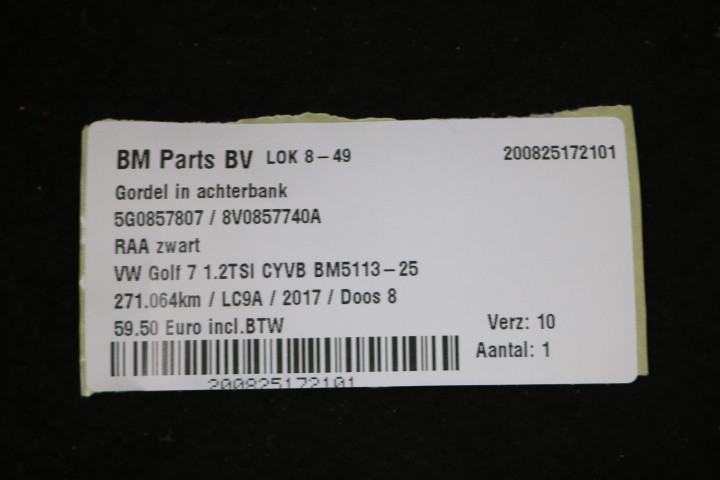 BM Parts BV LOK 8-49 200825172101
Gordel in achterbank
5G0857807 / 8V0857740A
RAA zwart
VW Golf 7 1.2TSI CYVB BM5113-25
271.064km / LC9A / 2017 / Doos 8
59.50 Euro incl.BTW Verz: 10
Aantal: 1
200825172101